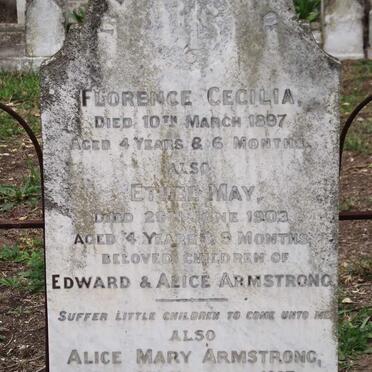 FLORENCE CECILIA,
DIED 10TH MARCH 1897
AGED 4 YEARS & 6 MONTHS.
ALSO
ETHEL MAY,
DIED JUNE 1903
AGED 4 YEARS & 9 MONTHS
BELOVED CHILDREN OF
EDWARD & ALICE ARMSTRONG.
SUFFER LITTLE CHILDREN TO COME UNTO ME.
ALSO
ALICE MARY ARMSTRONG,